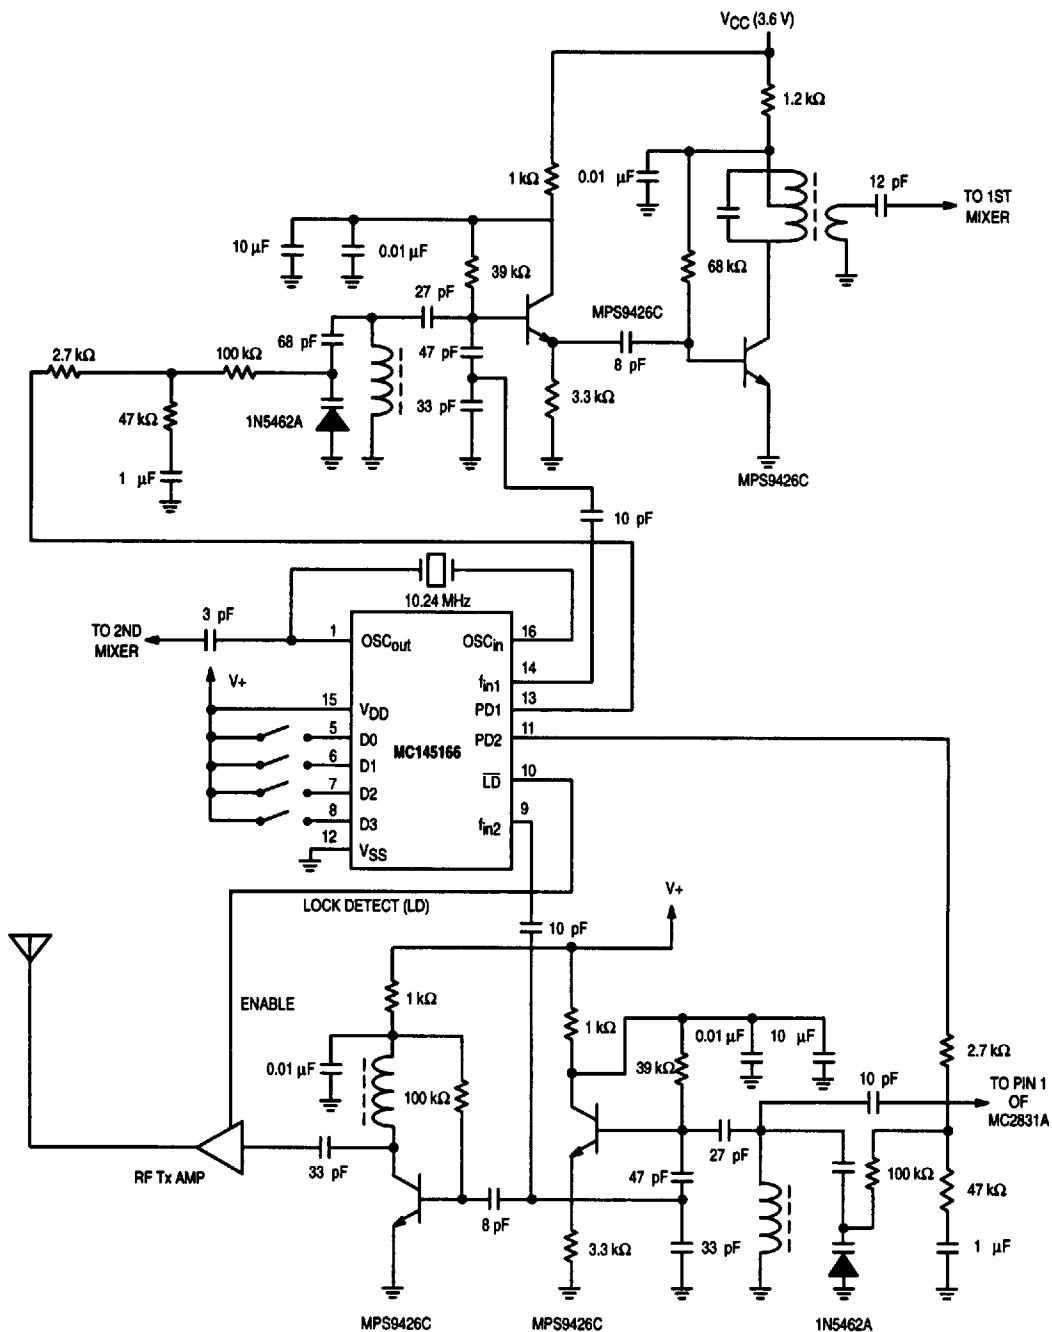 VCC (3.6 V)
1.2 kΩ
1 kΩ
0.01 µF
12 pF
TO 1ST
MIXER
10 µF
0.01 µF
39 kΩ
68 kΩ
27 pF
MPS9426C
68 pF
47 pF
8 pF
2.7 kΩ
100 kΩ
3.3 kΩ
33 pF
47 kΩ
1N5462A
1 µF
MPS9426C
10 pF
10.24 MHz
3 pF
TO 2ND
MIXER
1
OSCout
OSCin
16
V+
fin1
14
15
VDD
PD1
13
5
D0
MC145166
PD2
11
6
D1
7
D2
LD
10
8
D3
fin2
9
12
VSS
LOCK DETECT (LD)
V+
10 pF
ENABLE
1 kΩ
1 kΩ
0.01 µF
10 µF
2.7 kΩ
0.01 µF
39 kΩ
10 pF
TO PIN 1
OF
MC2831A
100 kΩ
RF Tx AMP
33 pF
27 pF
47 pF
100 kΩ
47 kΩ
8 pF
3.3 kΩ
33 pF
1 µF
MPS9426C
MPS9426C
1N5462A